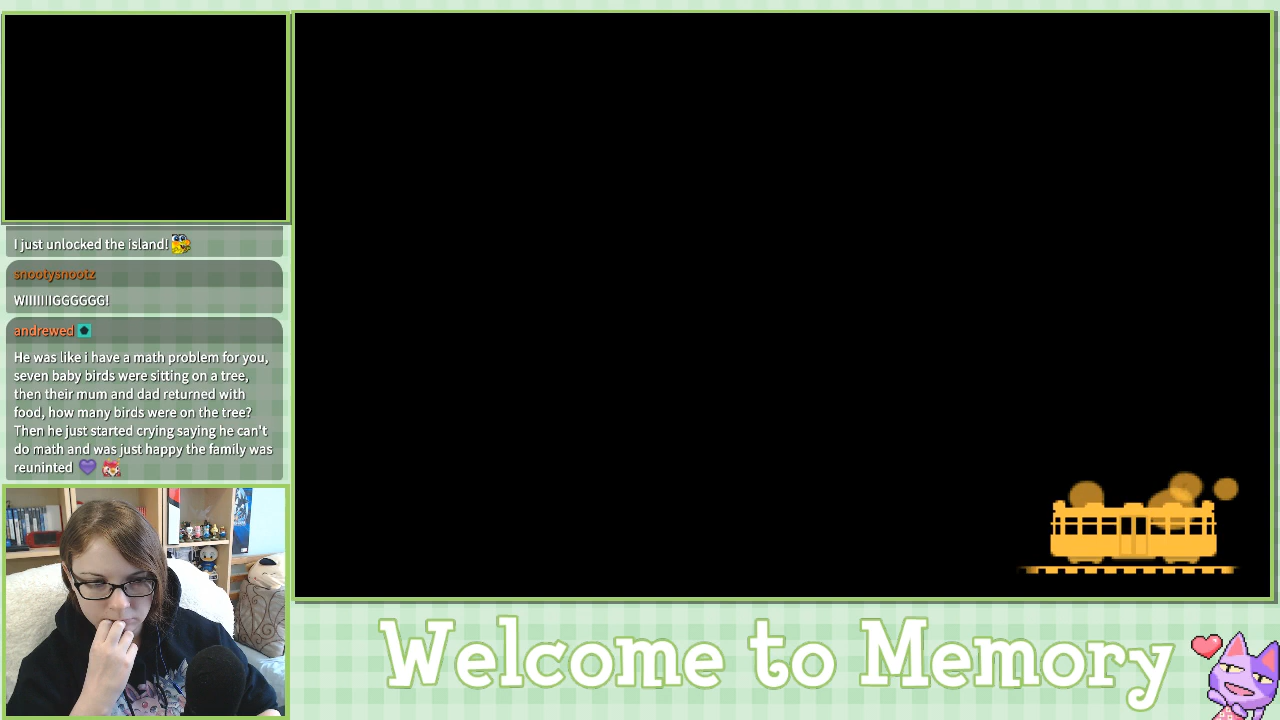 I just unlocked the island!
snootysnootz
WIIIIIIIGGGGGG!
andrewed
He was like i have a math problem for you,
seven baby birds were sitting on a tree,
then their mum and dad returned with
food, how many birds were on the tree?
Then he just started crying saying he can't
do math and was just happy the family was
reuninted
Welcome to Memory